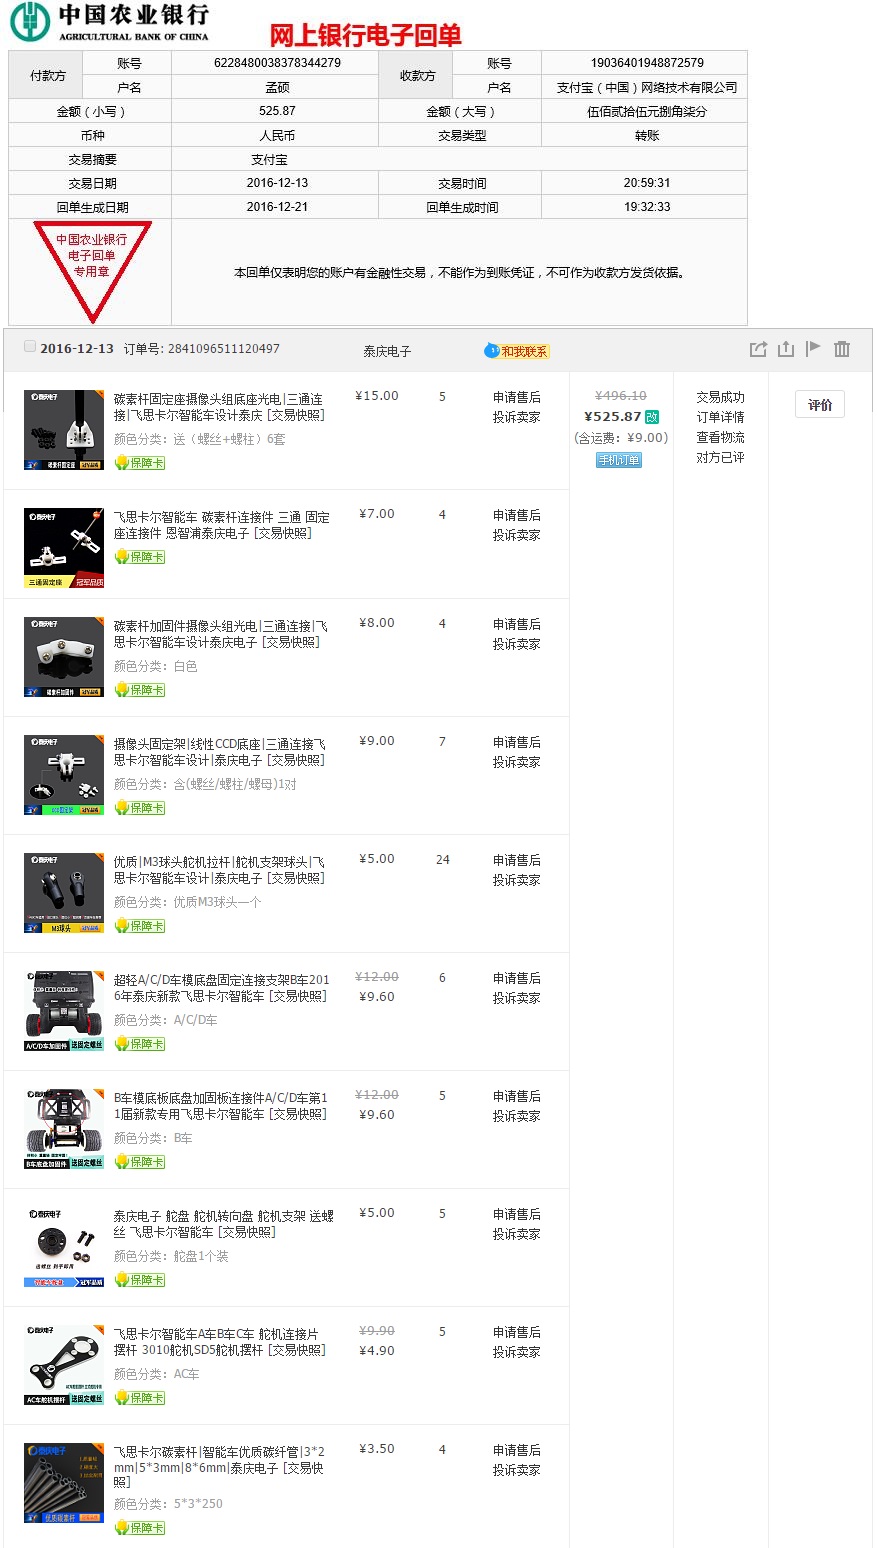 中国农业银行
AGRICULTURAL BANK OF CHINA
网上银行电子回单
付款方 账号 6228480038378344279 收款方 账号 19036401948872579
户名 孟硕 户名 支付宝（中国）网络技术有限公司
金额（小写） 525.87 金额（大写） 伍佰贰拾伍元捌角柒分
币种 人民币 交易类型 转账
交易摘要 支付宝
交易日期 2016-12-13 交易时间 20:59:31
回单生成日期 2016-12-21 回单生成时间 19:32:33
中国农业银行
电子回单
专用章
本回单仅表明您的账户有金融性交易，不能作为到账凭证，不可作为收款方发货依据。
2016-12-13 订单号: 2841096511120497 泰庆电子 和我联系
碳素杆固定座摄像头组底座光电|三通连 ¥15.00 5 申请售后 ¥496.10 交易成功 评价
接|飞思卡尔智能车设计泰庆 [交易快照] 投诉卖家 ¥525.87 改 订单详情
颜色分类：送（螺丝+螺柱）6套 (含运费：¥9.00) 查看物流
保障卡 手机订单 对方已评
碳素杆固定座
飞思卡尔智能车 碳素杆连接件 三通 固定 ¥7.00 4 申请售后
座连接件 恩智浦泰庆电子 [交易快照] 投诉卖家
保障卡
三通固定座 冠军品质
碳素杆加固件摄像头组光电|三通连接|飞 ¥8.00 4 申请售后
思卡尔智能车设计泰庆电子 [交易快照] 投诉卖家
颜色分类：白色
保障卡
碳素杆加固件
摄像头固定架|线性CCD底座|三通连接飞 ¥9.00 7 申请售后
思卡尔智能车设计|泰庆电子 [交易快照] 投诉卖家
颜色分类：含(螺丝/螺柱/螺母)1对
保障卡
优质|M3球头舵机拉杆|舵机支架球头|飞 ¥5.00 24 申请售后
思卡尔智能车设计|泰庆电子 [交易快照] 投诉卖家
颜色分类：优质M3球头一个
保障卡
M3球头
超轻A/C/D车模底盘固定连接支架B车201 ¥12.00 6 申请售后
6年泰庆新款飞思卡尔智能车 [交易快照] ¥9.60 投诉卖家
颜色分类：A/C/D车
保障卡
A/C/D车加固件 送固定螺丝
B车模底板底盘加固板连接件A/C/D车第1 ¥12.00 5 申请售后
1届新款专用飞思卡尔智能车 [交易快照] ¥9.60 投诉卖家
颜色分类：B车
保障卡
B车底盘加固件 送固定螺丝
泰庆电子 舵盘 舵机转向盘 舵机支架 送螺 ¥5.00 5 申请售后
丝 飞思卡尔智能车 [交易快照] 投诉卖家
颜色分类：舵盘1个装
保障卡
飞思卡尔智能车A车B车C车 舵机连接片 ¥9.90 5 申请售后
摆杆 3010舵机SD5舵机摆杆 [交易快照] ¥4.90 投诉卖家
颜色分类：AC车
保障卡
AC车舵机摆杆 送固定螺丝
飞思卡尔碳素杆|智能车优质碳纤管|3*2 ¥3.50 4 申请售后
mm|5*3mm|8*6mm|泰庆电子 [交易快 投诉卖家
照]
颜色分类：5*3*250
保障卡
泰庆电子
优质碳素杆